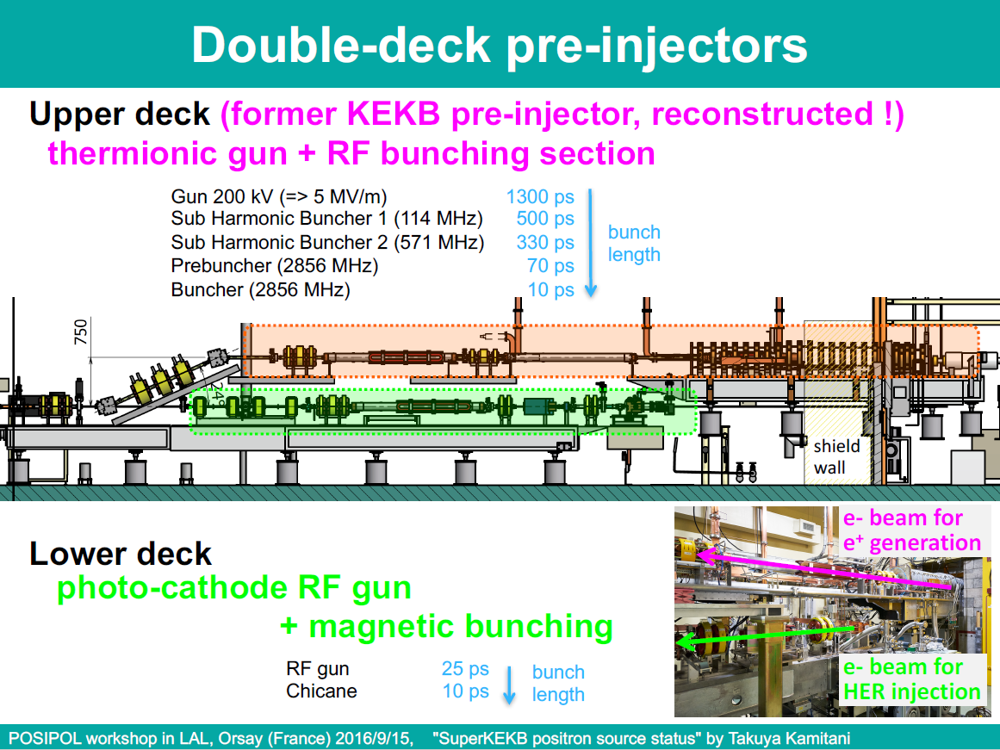 Double-deck pre-injectors
Upper deck (former KEKB pre-injector, reconstructed !)
thermionic gun + RF bunching section
Gun 200 kV (=> 5 MV/m) 1300 ps
Sub Harmonic Buncher 1 (114 MHz) 500 ps
Sub Harmonic Buncher 2 (571 MHz) 330 ps
Prebuncher (2856 MHz) 70 ps
Buncher (2856 MHz) 10 ps
bunch
length
750
shield
wall
Lower deck
photo-cathode RF gun
+ magnetic bunching
RF gun 25 ps
Chicane 10 ps
bunch
length
e- beam for
e⁺ generation
e- beam for
HER injection
POSIPOL workshop in LAL, Orsay (France) 2016/9/15, "SuperKEKB positron source status" by Takuya Kamitani